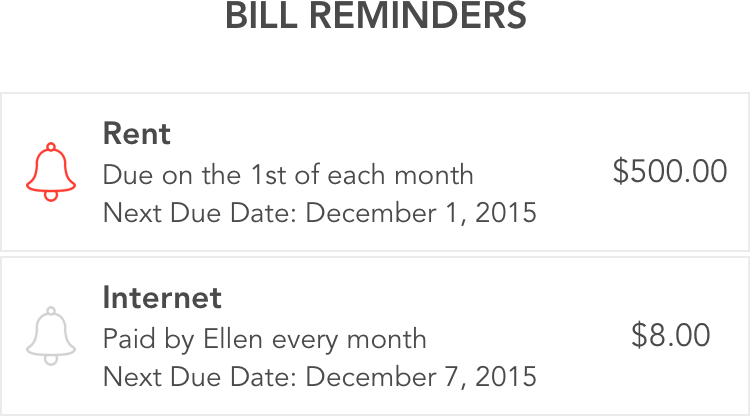 BILL REMINDERS
Rent
Due on the 1st of each month
Next Due Date: December 1, 2015
$500.00
Internet
Paid by Ellen every month
Next Due Date: December 7, 2015
$8.00